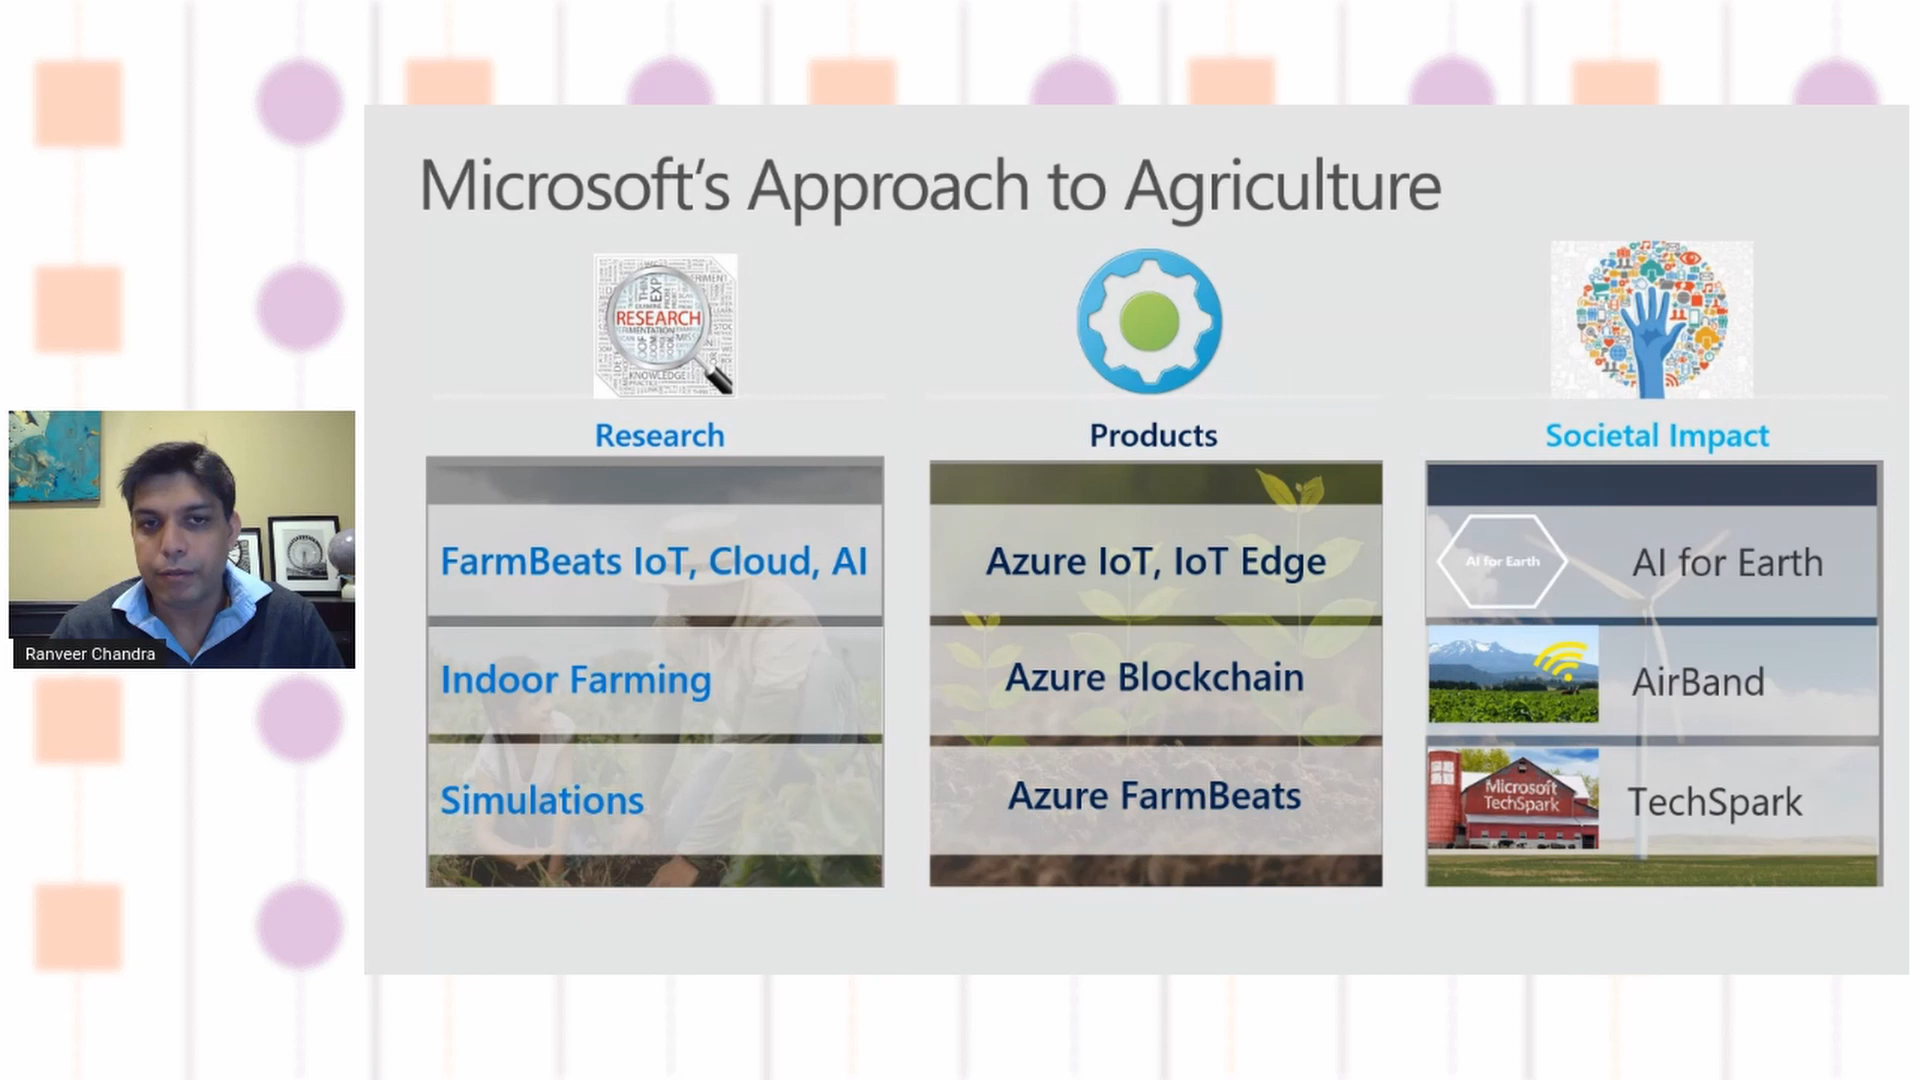 Microsoft's Approach to Agriculture
RESEARCH
KNOWLEDGE
Research
Products
Societal Impact
FarmBeats IoT, Cloud, AI
Indoor Farming
Simulations
Azure IoT, IoT Edge
Azure Blockchain
Azure FarmBeats
AI for Earth
AI for Earth
AirBand
Microsoft
TechSpark
TechSpark
Ranveer Chandra